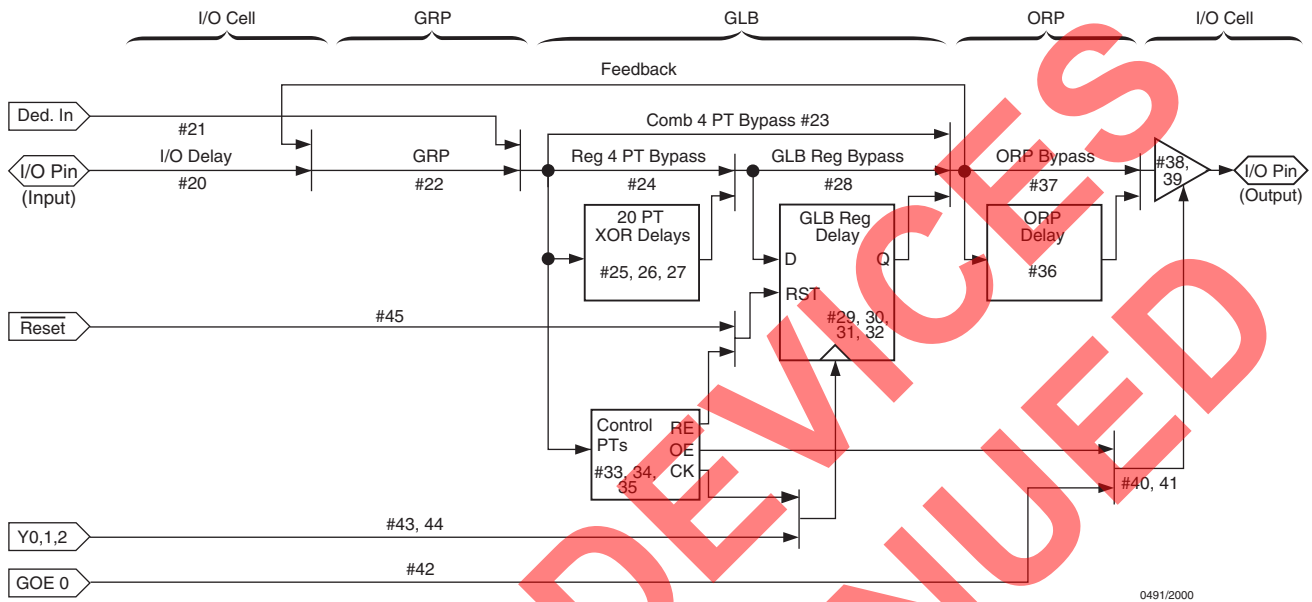 I/O Cell GRP GLB ORP I/O Cell
Feedback
Ded. In
#21
Comb 4 PT Bypass #23
I/O Pin
(Input)
I/O Delay
#20
GRP
#22
Reg 4 PT Bypass
#24
GLB Reg Bypass
#28
ORP Bypass
#37
#38,
39
I/O Pin
(Output)
20 PT
XOR Delays
#25, 26, 27
GLB Reg
Delay
D
Q
RST
#29, 30,
31, 32
ORP
Delay
#36
Reset
#45
Control
PTs
RE
OE
CK
#33, 34,
35
#40, 41
Y0,1,2
#43, 44
GOE 0
#42
0491/2000
DEVICES
NUED